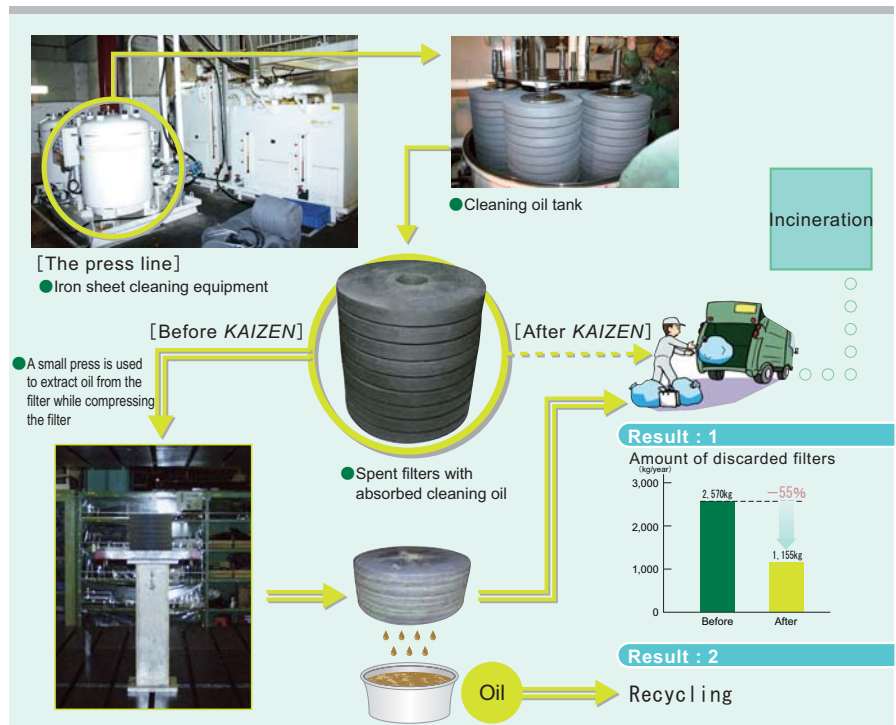 Cleaning oil tank
Incineration
[The press line]
Iron sheet cleaning equipment
[Before KAIZEN]
[After KAIZEN]
A small press is used
to extract oil from the
filter while compressing
the filter
Spent filters with
absorbed cleaning oil
Result : 1
Amount of discarded filters
(kg/year)
3,000
2,570kg
-55%
2,000
1,155kg
1,000
0
Before
After
Result : 2
Oil
Recycling